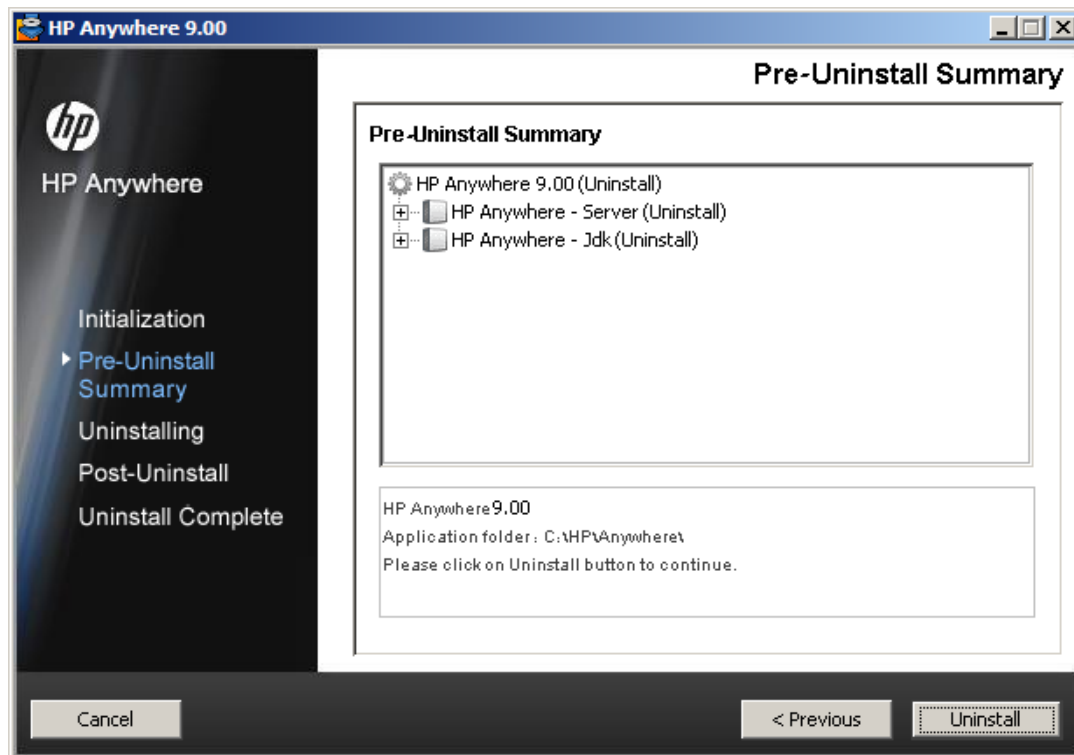 HP Anywhere 9.00
Pre-Uninstall Summary
hp
HP Anywhere
Initialization
Pre-Uninstall
Summary
Uninstalling
Post-Uninstall
Uninstall Complete
Pre-Uninstall Summary
HP Anywhere 9.00 (Uninstall)
HP Anywhere - Server (Uninstall)
HP Anywhere - Jdk (Uninstall)
HP Anywhere 9.00
Application folder: C:\HP\Anywhere\
Please click on Uninstall button to continue.
Cancel
< Previous
Uninstall